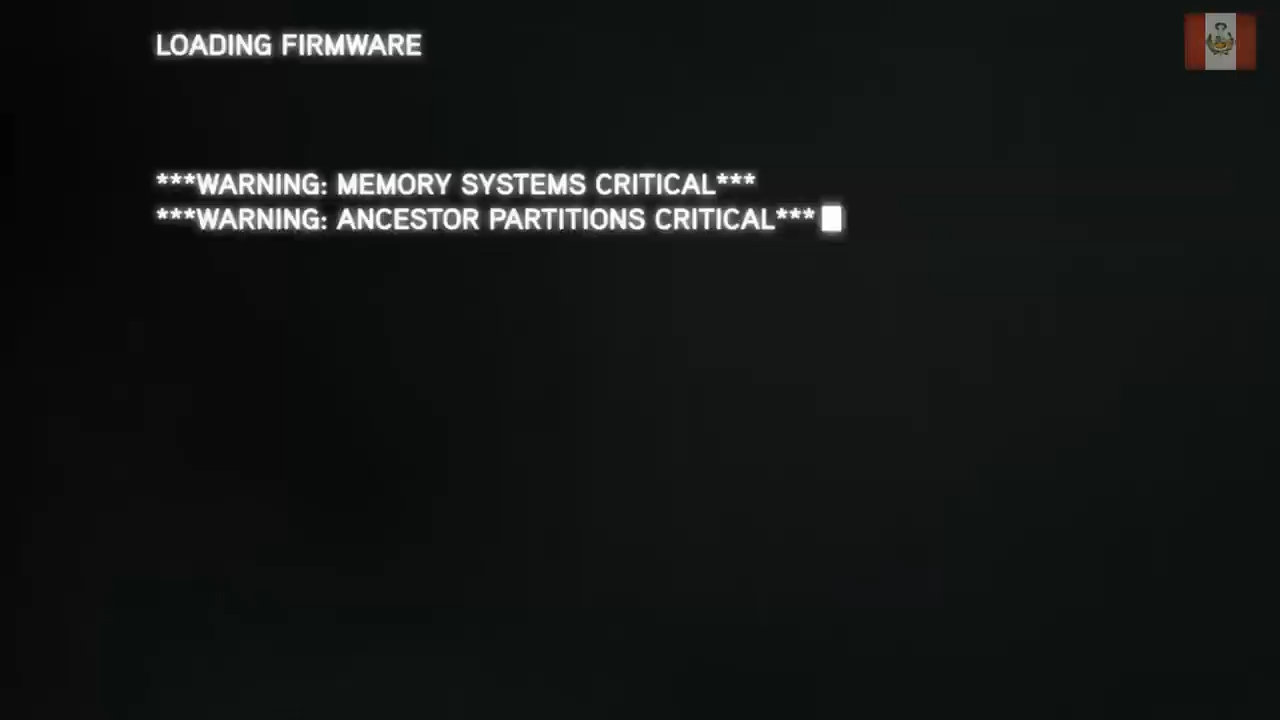 LOADING FIRMWARE
***WARNING: MEMORY SYSTEMS CRITICAL***
***WARNING: ANCESTOR PARTITIONS CRITICAL***